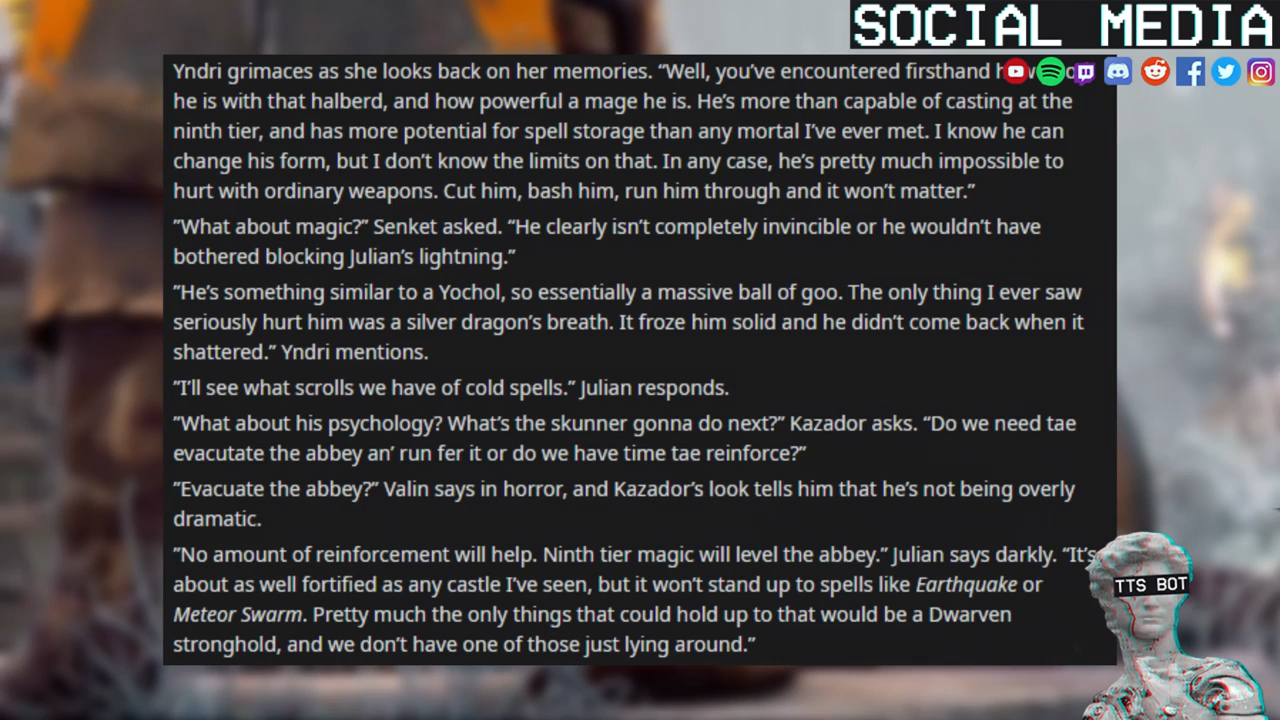 SOCIAL MEDIA
Yndri grimaces as she looks back on her memories. “Well, you’ve encountered firsthand
he is with that halberd, and how powerful a mage he is. He’s more than capable of casting at the
ninth tier, and has more potential for spell storage than any mortal I’ve ever met. I know he can
change his form, but I don’t know the limits on that. In any case, he’s pretty much impossible to
hurt with ordinary weapons. Cut him, bash him, run him through and it won’t matter.”
”What about magic?” Senket asked. “He clearly isn’t completely invincible or he wouldn’t have
bothered blocking Julian’s lightning.”
”He’s something similar to a Yochol, so essentially a massive ball of goo. The only thing I ever saw
seriously hurt him was a silver dragon’s breath. It froze him solid and he didn’t come back when it
shattered.” Yndri mentions.
”I’ll see what scrolls we have of cold spells.” Julian responds.
”What about his psychology? What’s the skunner gonna do next?” Kazador asks. “Do we need tae
evacutate the abbey an’ run fer it or do we have time tae reinforce?”
”Evacuate the abbey?” Valin says in horror, and Kazador’s look tells him that he’s not being overly
dramatic.
”No amount of reinforcement will help. Ninth tier magic will level the abbey.” Julian says darkly. “It’s
about as well fortified as any castle I’ve seen, but it won’t stand up to spells like Earthquake or
Meteor Swarm. Pretty much the only things that could hold up to that would be a Dwarven
stronghold, and we don’t have one of those just lying around.”
TTS BOT